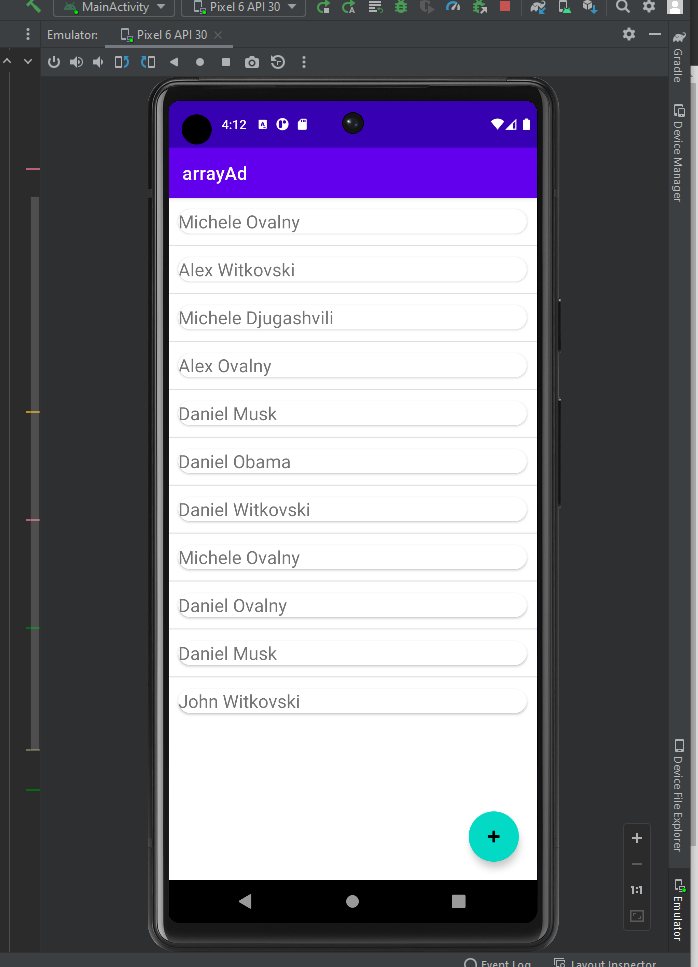 MainActivity
Pixel 6 API 30
Emulator:
Pixel 6 API 30
Gradle
Device Manager
4:12
arrayAd
Michele Ovalny
Alex Witkovski
Michele Djugashvili
Alex Ovalny
Daniel Musk
Daniel Obama
Daniel Witkovski
Michele Ovalny
Daniel Ovalny
Daniel Musk
John Witkovski
+
Device File Explorer
1:1
Emulator
Event Log
Layout Inspector